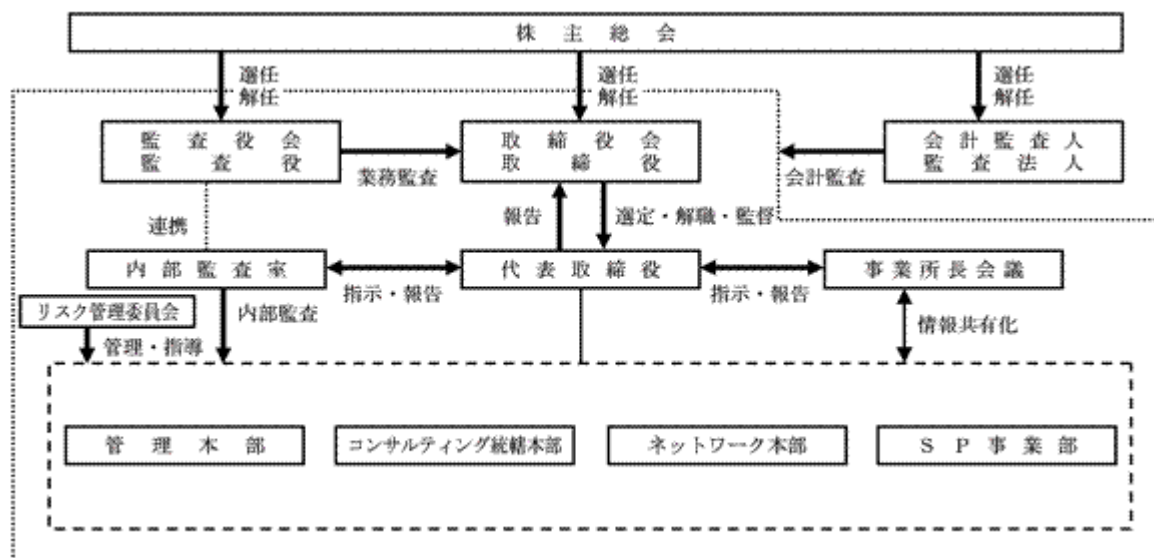 株主総会
選任
解任
選任
解任
選任
解任
監査役会
監査役
業務監査
取締役会
取締役
会計監査
会計監査人
監査法人
連携
報告
選定・解職・監督
内部監査室
指示・報告
代表取締役
指示・報告
事業所長会議
リスク管理委員会
内部監査
管理・指導
情報共有化
管理本部
コンサルティング統轄本部
ネットワーク本部
SP事業部